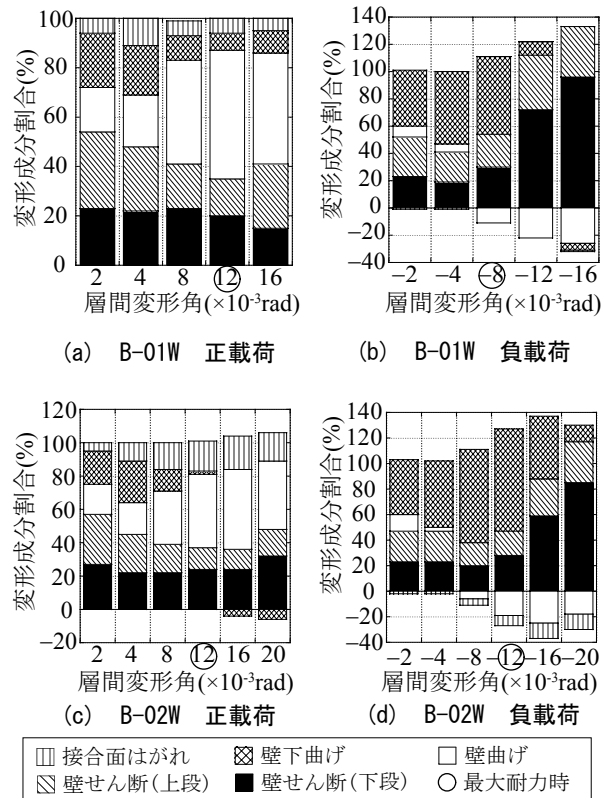 変形成分割合(%)
100
80
60
40
20
0
2 4 8 12 16
層間変形角(×10⁻³rad)
(a) B-01W 正載荷
変形成分割合(%)
140
120
100
80
60
40
20
0
−20
−40
−2 −4 −8 −12 −16
層間変形角(×10⁻³rad)
(b) B-01W 負載荷
変形成分割合(%)
120
100
80
60
40
20
0
−20
2 4 8 12 16 20
層間変形角(×10⁻³rad)
(c) B-02W 正載荷
変形成分割合(%)
140
120
100
80
60
40
20
0
−20
−40
−2 −4 −8 −12 −16 −20
層間変形角(×10⁻³rad)
(d) B-02W 負載荷
接合面はがれ 壁下曲げ 壁曲げ
壁せん断(上段) 壁せん断(下段) 最大耐力時